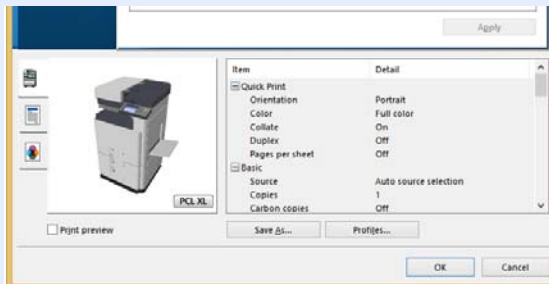 Apply
Item Detail
Quick Print
Orientation Portrait
Color Full color
Collate On
Duplex Off
Pages per sheet Off
Basic
Source Auto source selection
Copies 1
Carbon copies Off
PCL XL
Print preview Save As... Profiles...
OK Cancel